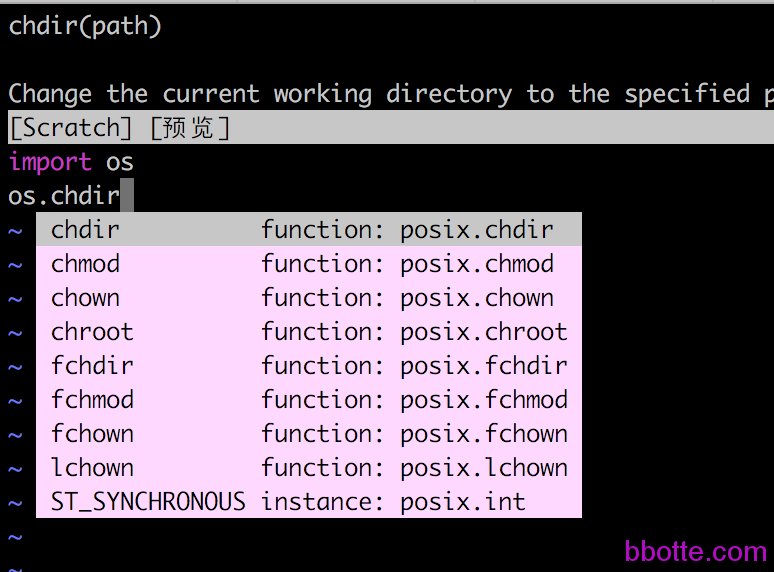 chdir(path)
Change the current working directory to the specified p
[Scratch] [预览]
import os
os.chdir
~ chdir function: posix.chdir
~ chmod function: posix.chmod
~ chown function: posix.chown
~ chroot function: posix.chroot
~ fchdir function: posix.fchdir
~ fchmod function: posix.fchmod
~ fchown function: posix.fchown
~ lchown function: posix.lchown
~ ST_SYNCHRONOUS instance: posix.int
~
~
bbotte.com